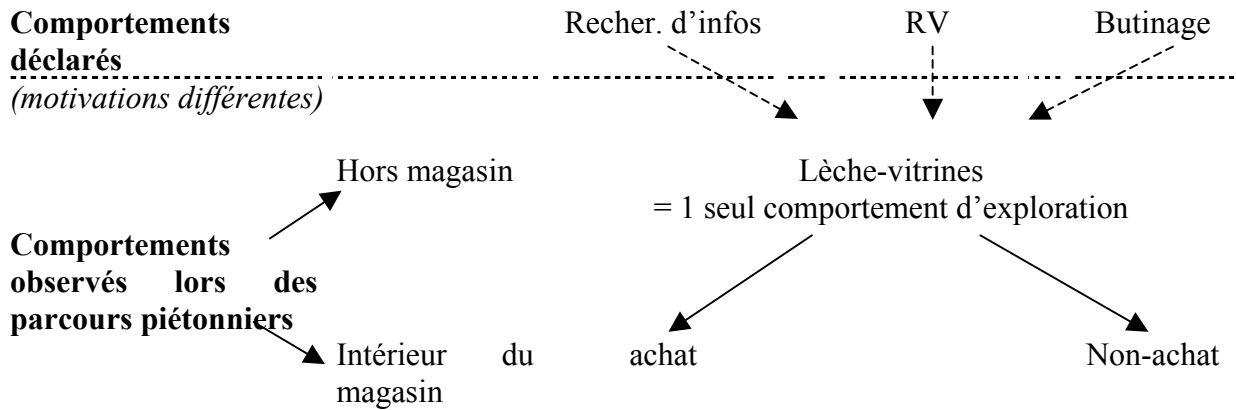 Comportements Recher. d’infos RV Butinage
déclarés
(motivations différentes)
Hors magasin Lèche-vitrines
= 1 seul comportement d’exploration
Comportements
observés lors des
parcours piétonniers
Intérieur du achat Non-achat
magasin